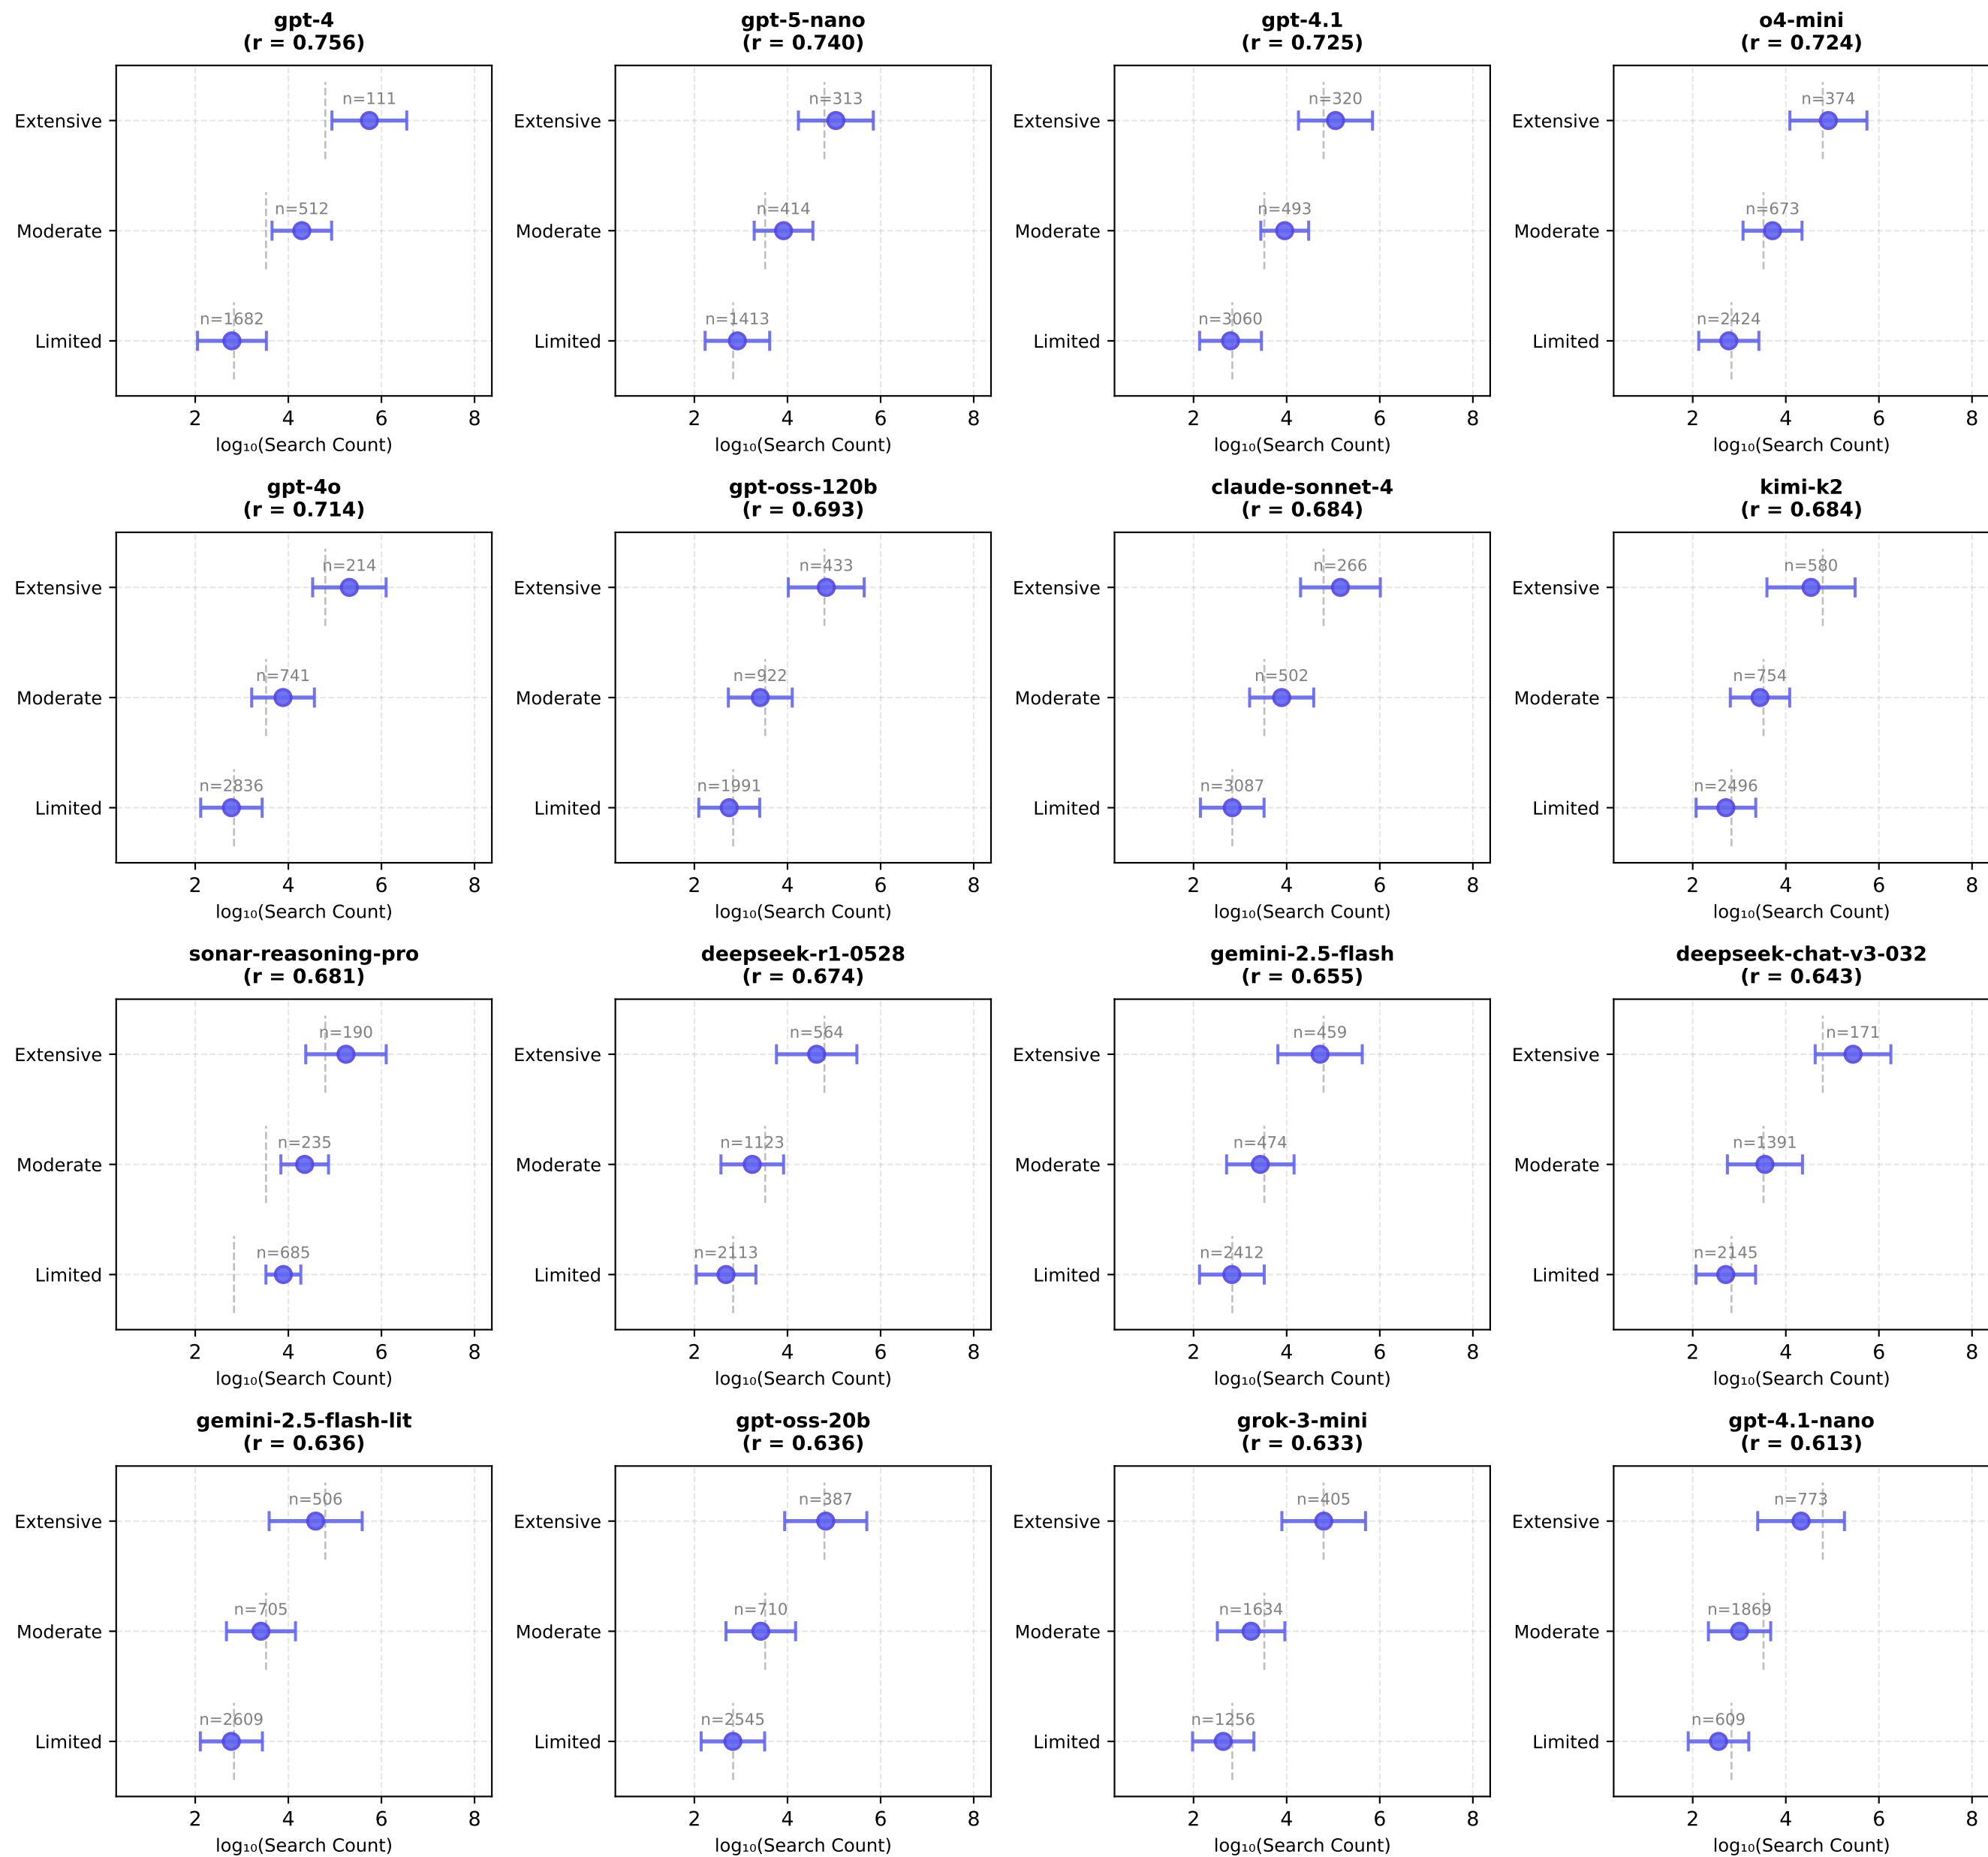 gpt-4
(r = 0.756)
n=111
Extensive
n=512
Moderate
n=1682
Limited
2 4 6 8
log₁₀(Search Count)
gpt-5-nano
(r = 0.740)
n=313
Extensive
n=414
Moderate
n=1413
Limited
2 4 6 8
log₁₀(Search Count)
gpt-4.1
(r = 0.725)
n=320
Extensive
n=493
Moderate
n=3060
Limited
2 4 6 8
log₁₀(Search Count)
o4-mini
(r = 0.724)
n=374
Extensive
n=673
Moderate
n=2424
Limited
2 4 6 8
log₁₀(Search Count)
gpt-4o
(r = 0.714)
n=214
Extensive
n=741
Moderate
n=2836
Limited
2 4 6 8
log₁₀(Search Count)
gpt-oss-120b
(r = 0.693)
n=433
Extensive
n=922
Moderate
n=1991
Limited
2 4 6 8
log₁₀(Search Count)
claude-sonnet-4
(r = 0.684)
n=266
Extensive
n=502
Moderate
n=3087
Limited
2 4 6 8
log₁₀(Search Count)
kimi-k2
(r = 0.684)
n=580
Extensive
n=754
Moderate
n=2496
Limited
2 4 6 8
log₁₀(Search Count)
sonar-reasoning-pro
(r = 0.681)
n=190
Extensive
n=235
Moderate
n=685
Limited
2 4 6 8
log₁₀(Search Count)
deepseek-r1-0528
(r = 0.674)
n=564
Extensive
n=1123
Moderate
n=2113
Limited
2 4 6 8
log₁₀(Search Count)
gemini-2.5-flash
(r = 0.655)
n=459
Extensive
n=474
Moderate
n=2412
Limited
2 4 6 8
log₁₀(Search Count)
deepseek-chat-v3-032
(r = 0.643)
n=171
Extensive
n=1391
Moderate
n=2145
Limited
2 4 6 8
log₁₀(Search Count)
gemini-2.5-flash-lit
(r = 0.636)
n=506
Extensive
n=705
Moderate
n=2609
Limited
2 4 6 8
log₁₀(Search Count)
gpt-oss-20b
(r = 0.636)
n=387
Extensive
n=710
Moderate
n=2545
Limited
2 4 6 8
log₁₀(Search Count)
grok-3-mini
(r = 0.633)
n=405
Extensive
n=1634
Moderate
n=1256
Limited
2 4 6 8
log₁₀(Search Count)
gpt-4.1-nano
(r = 0.613)
n=773
Extensive
n=1869
Moderate
n=609
Limited
2 4 6 8
log₁₀(Search Count)